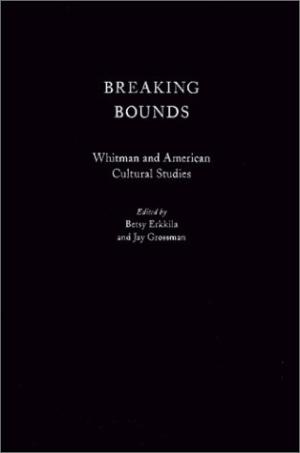 BREAKING
BOUNDS
Whitman and American
Cultural Studies
Edited by
Betsy Erkkila
and Jay Grossman